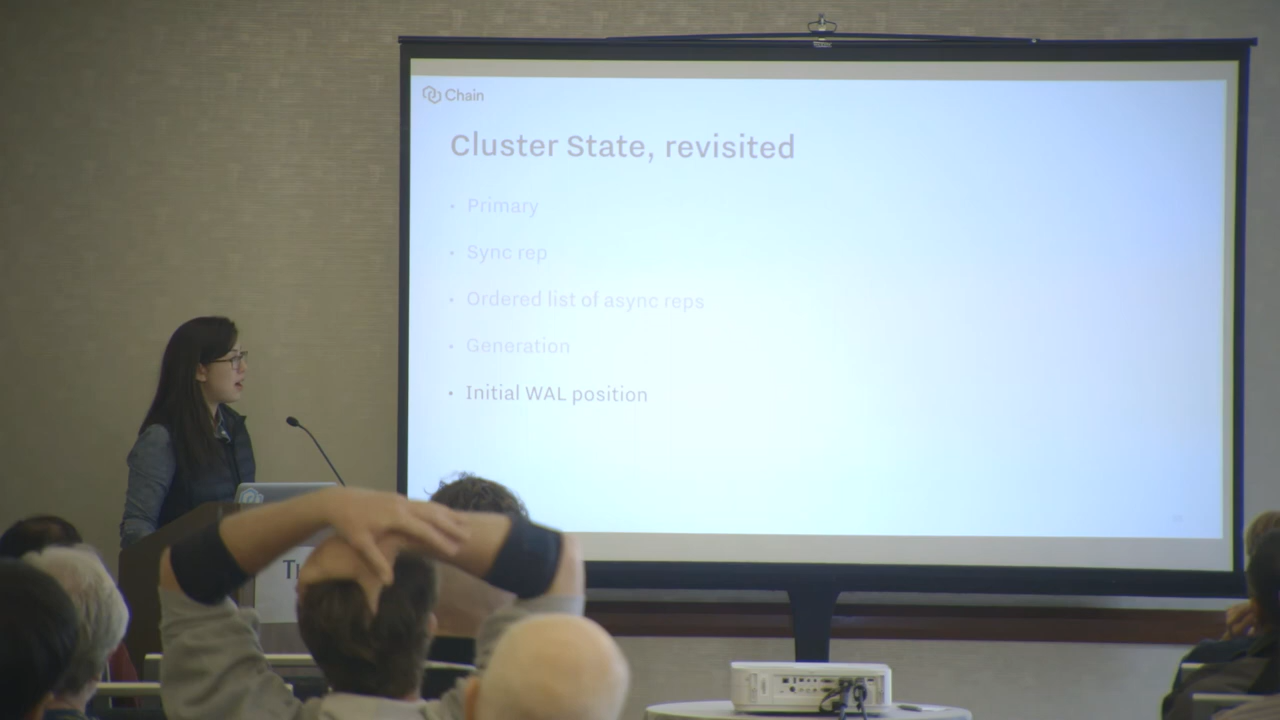 Chain
Cluster State, revisited
• Primary
• Sync rep
• Ordered list of async reps
• Generation
• Initial WAL position